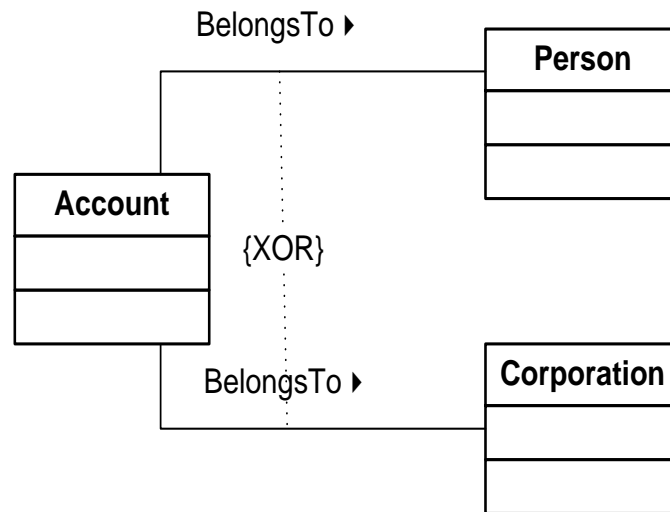 BelongsTo ▶
Person
Account
{XOR}
BelongsTo ▶
Corporation